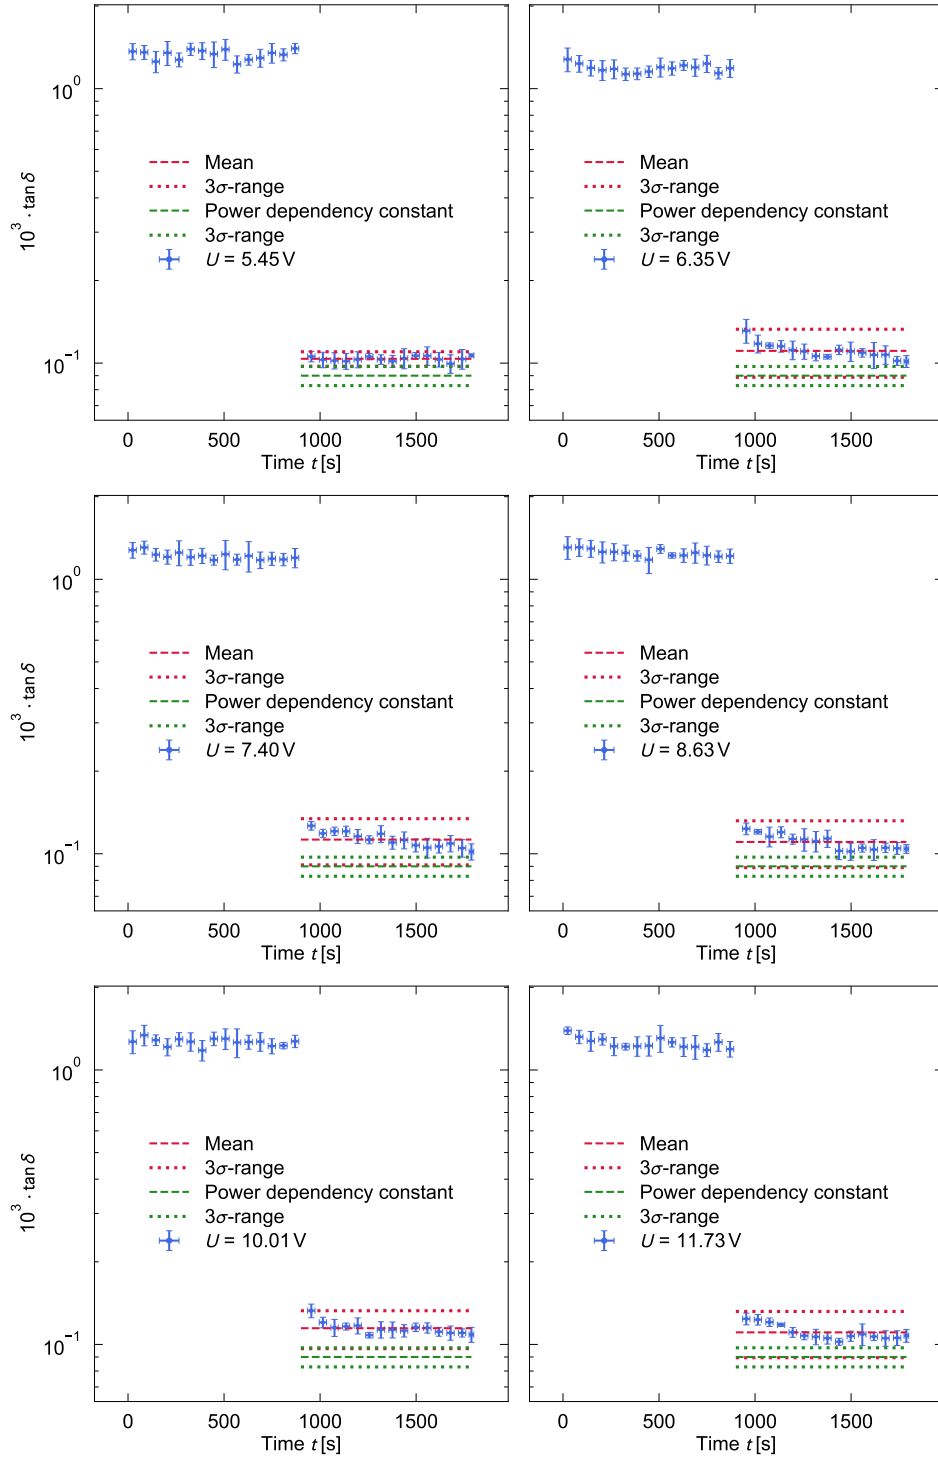 10^0
10^-1
10^3 · tan δ
Mean
3σ-range
Power dependency constant
3σ-range
U = 5.45 V
0 500 1000 1500
Time t [s]
Mean
3σ-range
Power dependency constant
3σ-range
U = 6.35 V
0 500 1000 1500
Time t [s]
10^0
10^-1
10^3 · tan δ
Mean
3σ-range
Power dependency constant
3σ-range
U = 7.40 V
0 500 1000 1500
Time t [s]
Mean
3σ-range
Power dependency constant
3σ-range
U = 8.63 V
0 500 1000 1500
Time t [s]
10^0
10^-1
10^3 · tan δ
Mean
3σ-range
Power dependency constant
3σ-range
U = 10.01 V
0 500 1000 1500
Time t [s]
Mean
3σ-range
Power dependency constant
3σ-range
U = 11.73 V
0 500 1000 1500
Time t [s]